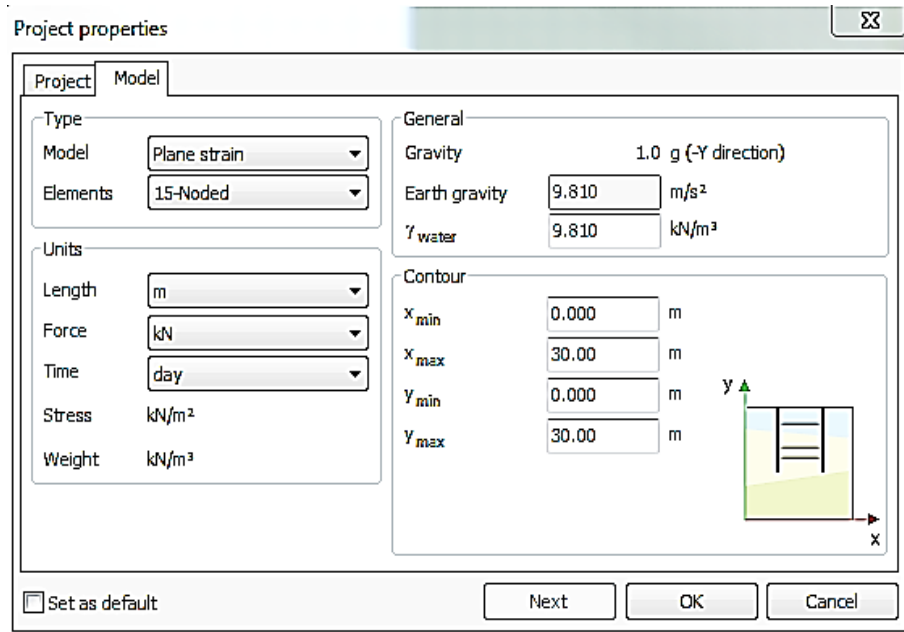 Project properties
Project Model
Type
Model Plane strain
Elements 15-Noded
Units
Length m
Force kN
Time day
Stress kN/m²
Weight kN/m³
General
Gravity 1.0 g (-Y direction)
Earth gravity 9.810 m/s²
γ water 9.810 kN/m³
Contour
x min 0.000 m
x max 30.00 m
y min 0.000 m
y max 30.00 m
y
x
Set as default
Next OK Cancel